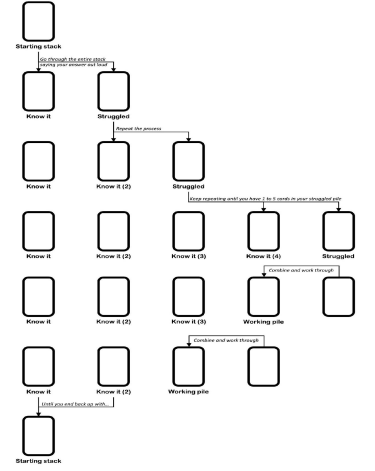 Starting stack
Go through the entire stack
saying your answer out loud
Know it
Struggled
Repeat the process
Know it
Know it (2)
Struggled
Keep repeating until you have 1 to 5 cards in your struggled pile
Know it
Know it (2)
Know it (3)
Know it (4)
Struggled
Combine and work through
Know it
Know it (2)
Know it (3)
Working pile
Combine and work through
Know it
Know it (2)
Working pile
Until you end back up with...
Starting stack